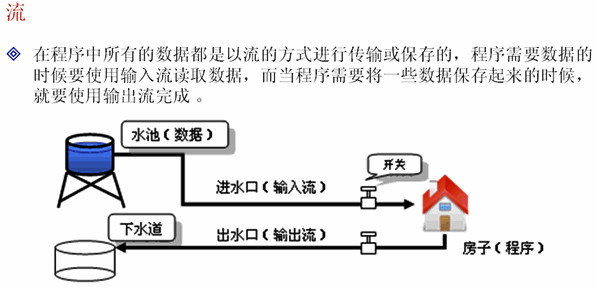 流
在程序中所有的数据都是以流的方式进行传输或保存的，程序需要数据的
时候要使用输入流读取数据，而当程序需要将一些数据保存起来的时候，
就要使用输出流完成 。
水池（数据）
开关
进水口（输入流）
下水道
出水口（输出流）
房子（程序）